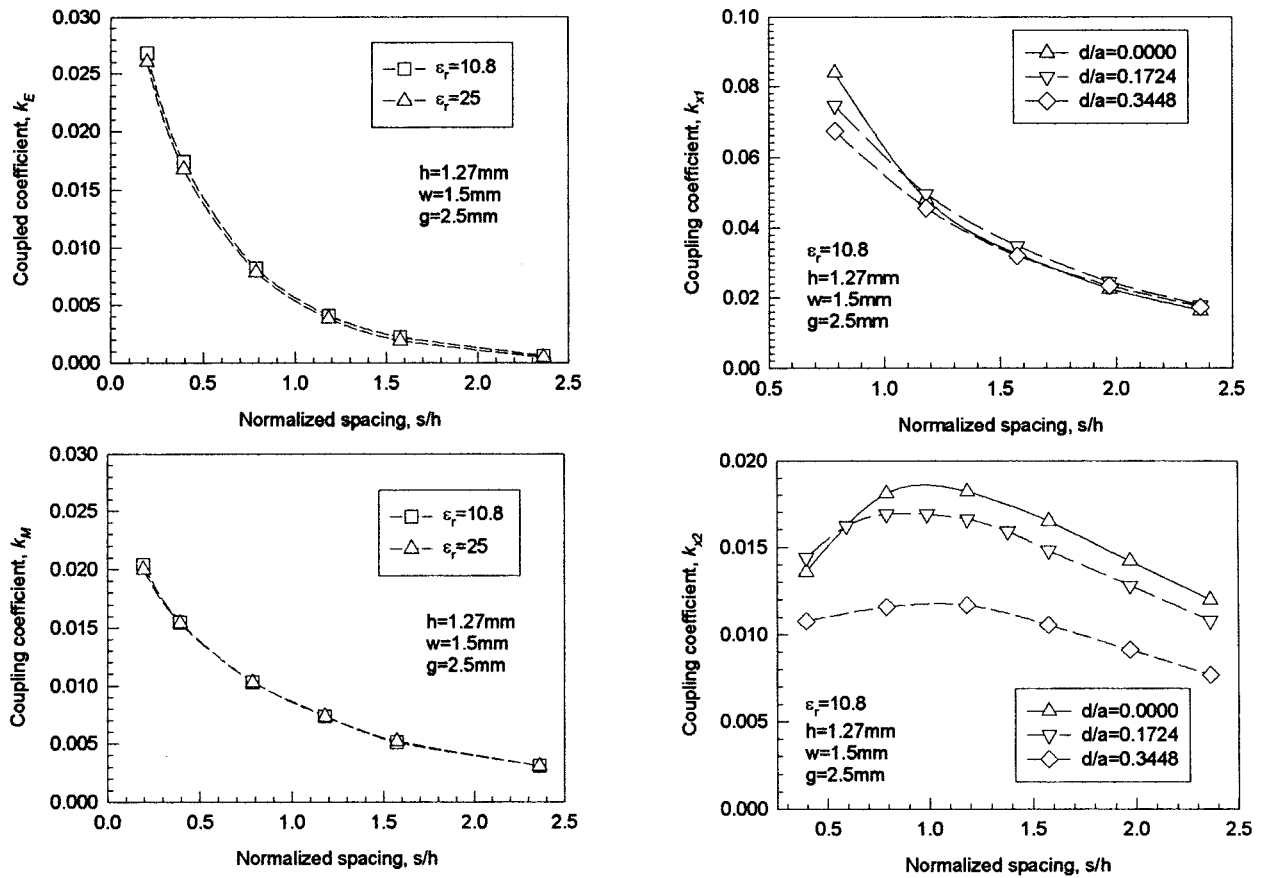 0.030
0.025
0.020
0.015
0.010
0.005
0.000
Coupled coefficient, kE
εr=10.8
εr=25
h=1.27mm
w=1.5mm
g=2.5mm
0.0 0.5 1.0 1.5 2.0 2.5
Normalized spacing, s/h
0.10
0.08
0.06
0.04
0.02
0.00
Coupling coefficient, kx1
d/a=0.0000
d/a=0.1724
d/a=0.3448
εr=10.8
h=1.27mm
w=1.5mm
g=2.5mm
0.5 1.0 1.5 2.0 2.5
Normalized spacing, s/h
0.030
0.025
0.020
0.015
0.010
0.005
0.000
Coupling coefficient, kM
εr=10.8
εr=25
h=1.27mm
w=1.5mm
g=2.5mm
0.0 0.5 1.0 1.5 2.0 2.5
Normalized spacing, s/h
0.020
0.015
0.010
0.005
0.000
Coupling coefficient, kx2
εr=10.8
h=1.27mm
w=1.5mm
g=2.5mm
d/a=0.0000
d/a=0.1724
d/a=0.3448
0.5 1.0 1.5 2.0 2.5
Normalized spacing, s/h